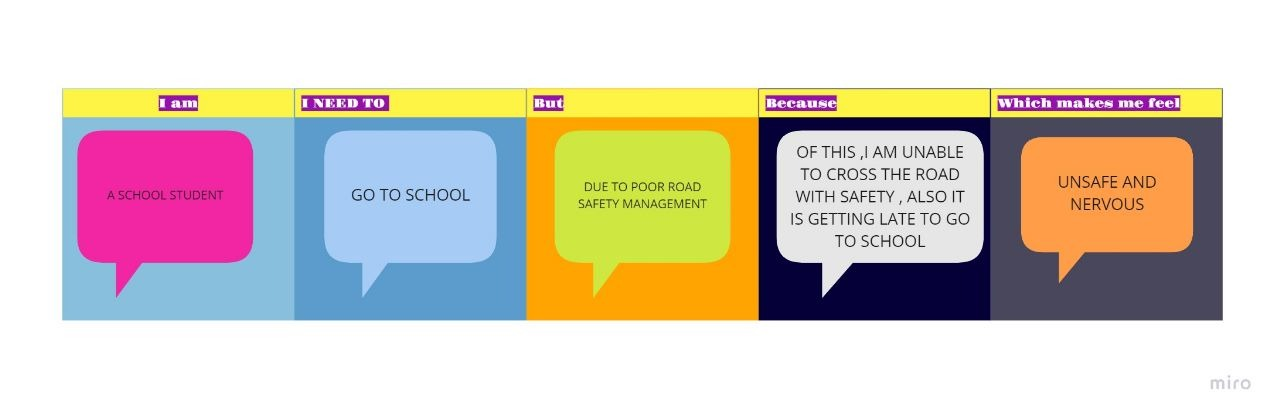 I am
I NEED TO
But
Because
Which makes me feel
A SCHOOL STUDENT
GO TO SCHOOL
DUE TO POOR ROAD
SAFETY MANAGEMENT
OF THIS ,I AM UNABLE
TO CROSS THE ROAD
WITH SAFETY , ALSO IT
IS GETTING LATE TO GO
TO SCHOOL
UNSAFE AND
NERVOUS
miro